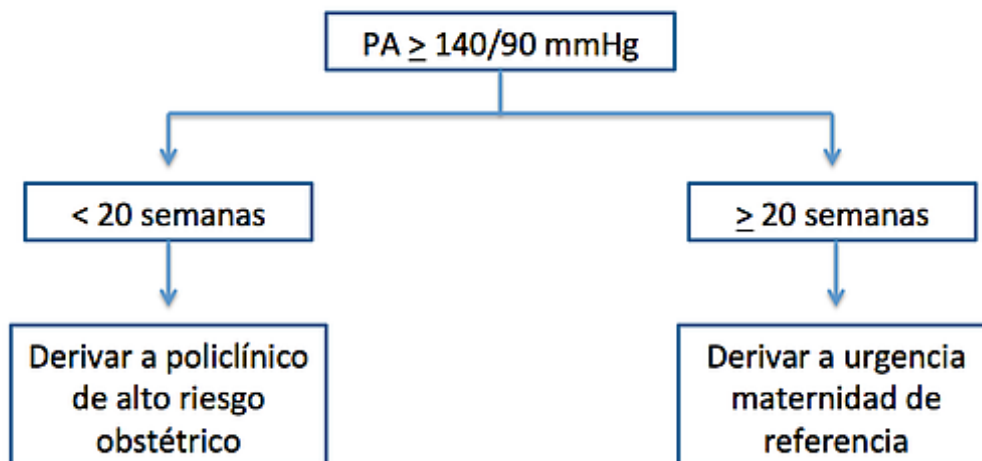 PA ≥ 140/90 mmHg
< 20 semanas
≥ 20 semanas
Derivar a policlínico
de alto riesgo
obstétrico
Derivar a urgencia
maternidad de
referencia